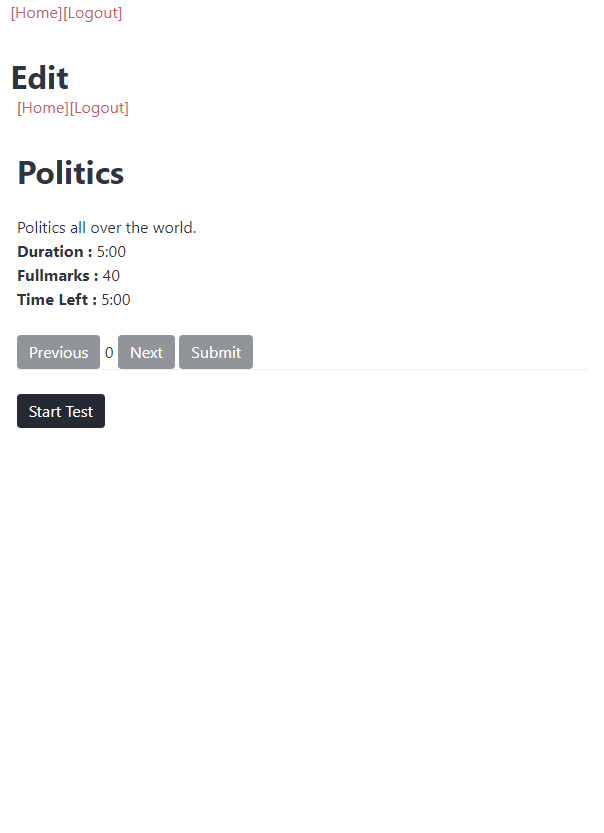 [Home][Logout]
Edit
[Home][Logout]
Politics
Politics all over the world.
Duration : 5:00
Fullmarks : 40
Time Left : 5:00
Previous 0 Next Submit
Start Test